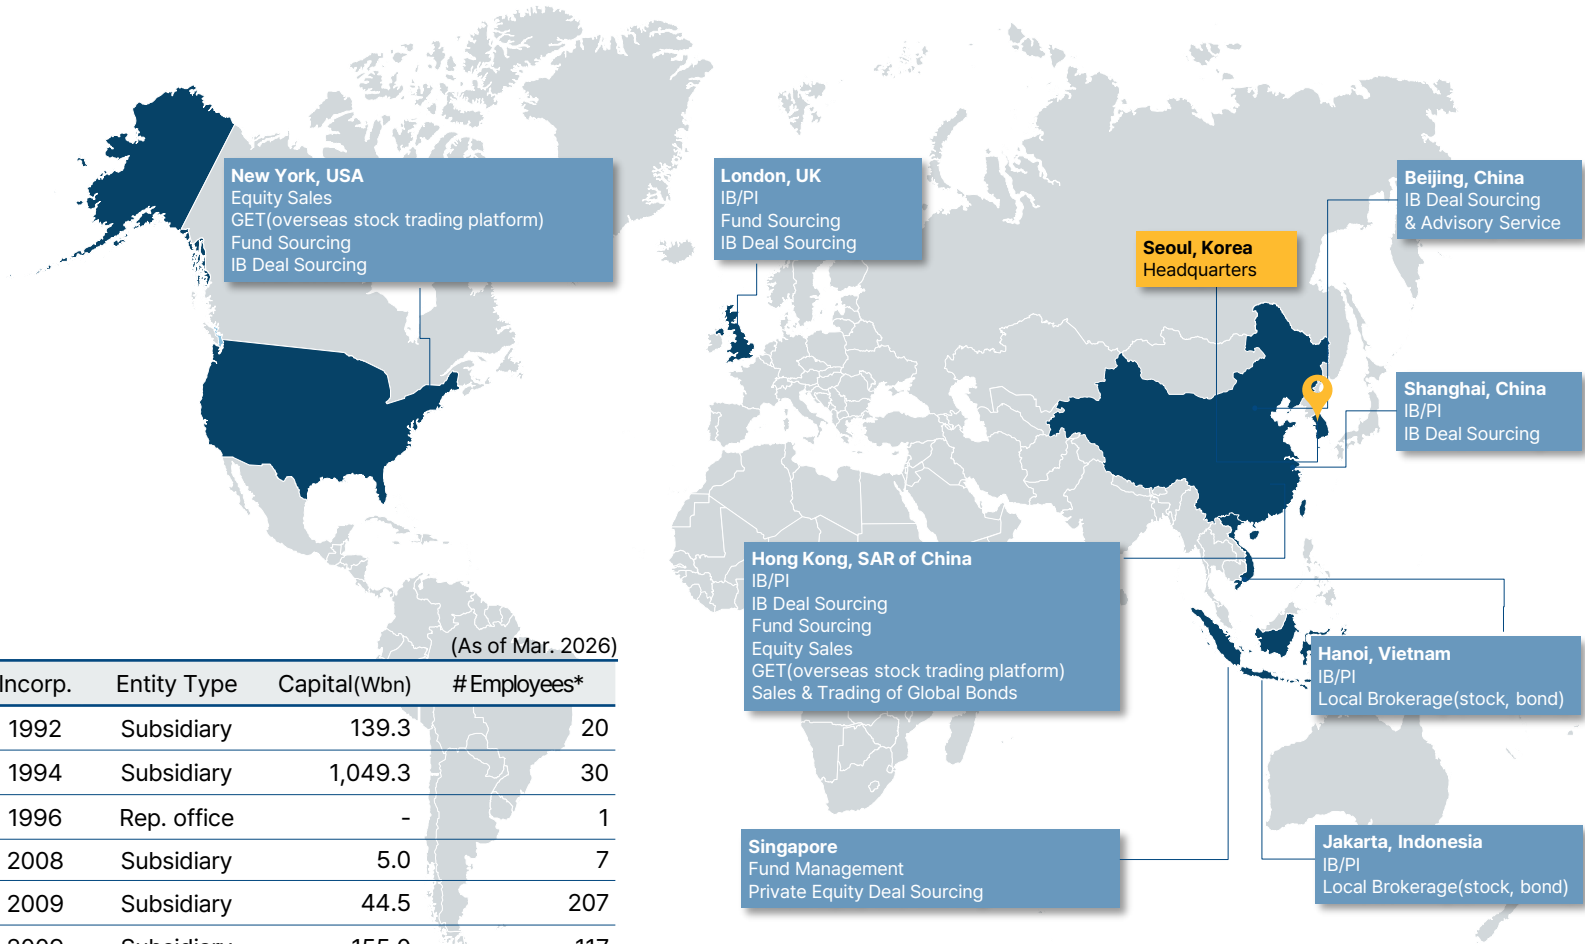 New York, USA
Equity Sales
GET(overseas stock trading platform)
Fund Sourcing
IB Deal Sourcing
London, UK
IB/PI
Fund Sourcing
IB Deal Sourcing
Beijing, China
IB Deal Sourcing
& Advisory Service
Seoul, Korea
Headquarters
Shanghai, China
IB/PI
IB Deal Sourcing
Hong Kong, SAR of China
IB/PI
IB Deal Sourcing
Fund Sourcing
Equity Sales
GET(overseas stock trading platform)
Sales & Trading of Global Bonds
Hanoi, Vietnam
IB/PI
Local Brokerage(stock, bond)
Singapore
Fund Management
Private Equity Deal Sourcing
Jakarta, Indonesia
IB/PI
Local Brokerage(stock, bond)
(As of Mar. 2026)
Incorp. Entity Type Capital(Wbn) # Employees*
1992 Subsidiary 139.3 20
1994 Subsidiary 1,049.3 30
1996 Rep. office - 1
2008 Subsidiary 5.0 7
2009 Subsidiary 44.5 207